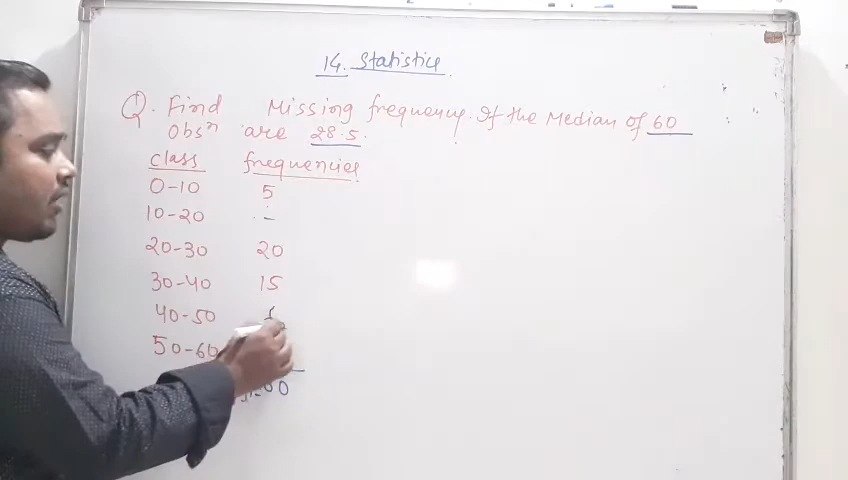 14. Statistics
Q. Find Missing frequency. If the Median of 60
Obsⁿ are 28.5.
class frequencies
0-10 5
10-20 -
20-30 20
30-40 15
40-50
50-60